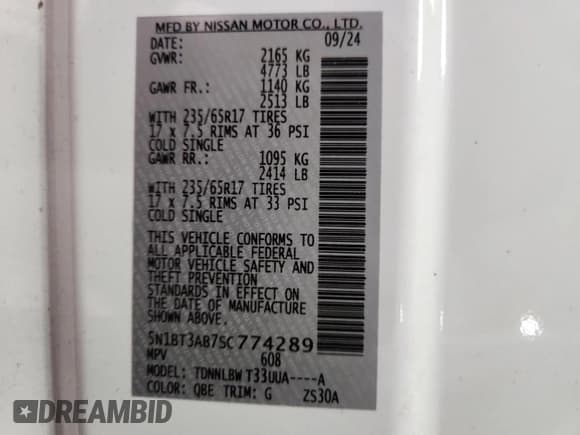 MFD BY NISSAN MOTOR CO., LTD.
DATE: 09/24
GVWR: 2165 KG
4773 LB
GAWR FR.: 1140 KG
2513 LB
WITH 235/65R17 TIRES
17 x 7.5 RIMS AT 36 PSI
COLD SINGLE
GAWR RR.: 1095 KG
2414 LB
WITH 235/65R17 TIRES
17 x 7.5 RIMS AT 33 PSI
COLD SINGLE
THIS VEHICLE CONFORMS TO
ALL APPLICABLE FEDERAL
MOTOR VEHICLE SAFETY AND
THEFT PREVENTION
STANDARDS IN EFFECT ON
THE DATE OF MANUFACTURE
SHOWN ABOVE.
5N1BT3AB7SC774289
MPV 608
MODEL: TDNNLBW T33UUA----A
COLOR: QBE TRIM: G ZS30A
DREAMBID